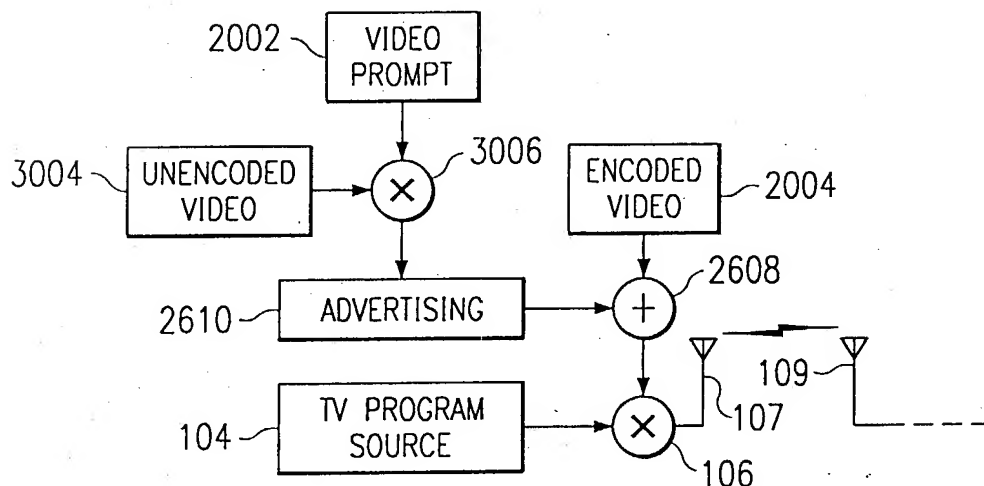 2002
VIDEO
PROMPT
3004
UNENCODED
VIDEO
×
3006
ENCODED
VIDEO
2004
2610
ADVERTISING
+
2608
104
TV PROGRAM
SOURCE
×
106
107
109